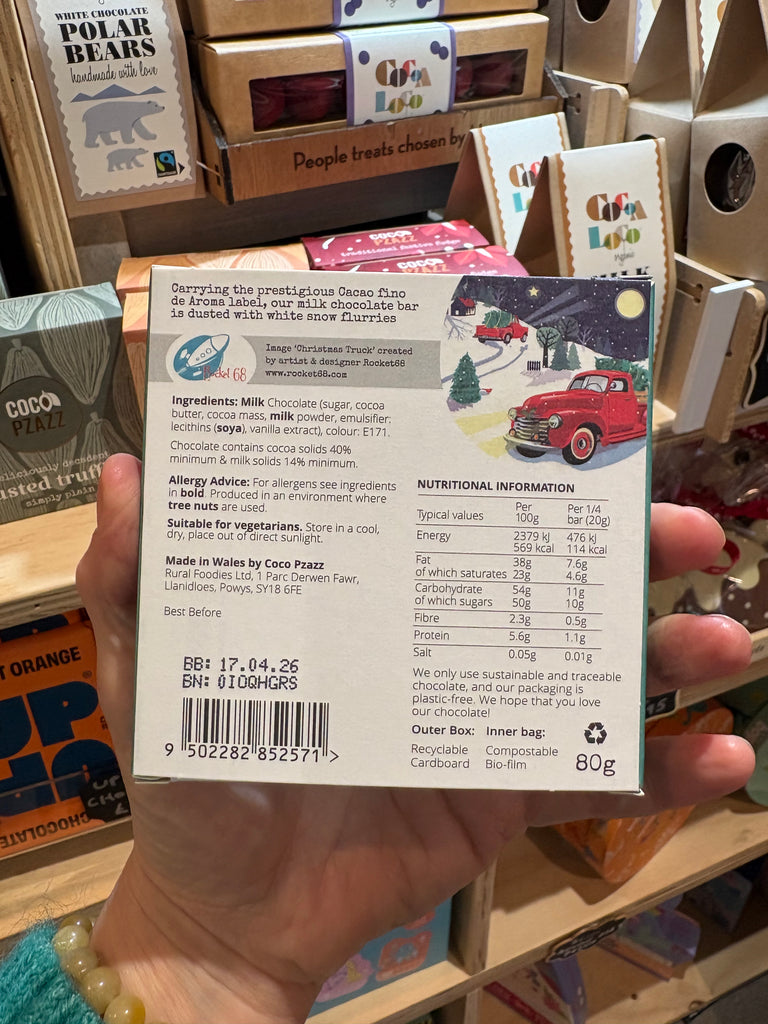 WHITE CHOCOLATE
POLAR
BEARS
handmade with love
COCOA
LOCO
People treats chosen by
COCO
PZAZZ
traditional festive fudge
COCOA
LOCO
organic
COCO
PZAZZ
deliciously decadent
simply plain
Carrying the prestigious Cacao fino
de Aroma label, our milk chocolate bar
is dusted with white snow flurries
Rocket 68
Image 'Christmas Truck' created
by artist & designer Rocket68
www.rocket68.com
Ingredients: Milk Chocolate (sugar, cocoa
butter, cocoa mass, milk powder, emulsifier:
lecithins (soya), vanilla extract), colour: E171.
Chocolate contains cocoa solids 40%
minimum & milk solids 14% minimum.
Allergy Advice: For allergens see ingredients
in bold. Produced in an environment where
tree nuts are used.
Suitable for vegetarians. Store in a cool,
dry, place out of direct sunlight.
Made in Wales by Coco Pzazz
Rural Foodies Ltd, 1 Parc Derwen Fawr,
Llanidloes, Powys, SY18 6FE
Best Before
BB: 17.04.26
BN: 0IOQHGRS
9 502282 852571 >
NUTRITIONAL INFORMATION
Typical values Per 100g Per 1/4 bar (20g)
Energy 2379 kJ 476 kJ
569 kcal 114 kcal
Fat 38g 7.6g
of which saturates 23g 4.6g
Carbohydrate 54g 11g
of which sugars 50g 10g
Fibre 2.3g 0.5g
Protein 5.6g 1.1g
Salt 0.05g 0.01g
We only use sustainable and traceable
chocolate, and our packaging is
plastic-free. We hope that you love
our chocolate!
Outer Box: Inner bag:
Recyclable Compostable
Cardboard Bio-film
80g
ORANGE
CHOCOLATE